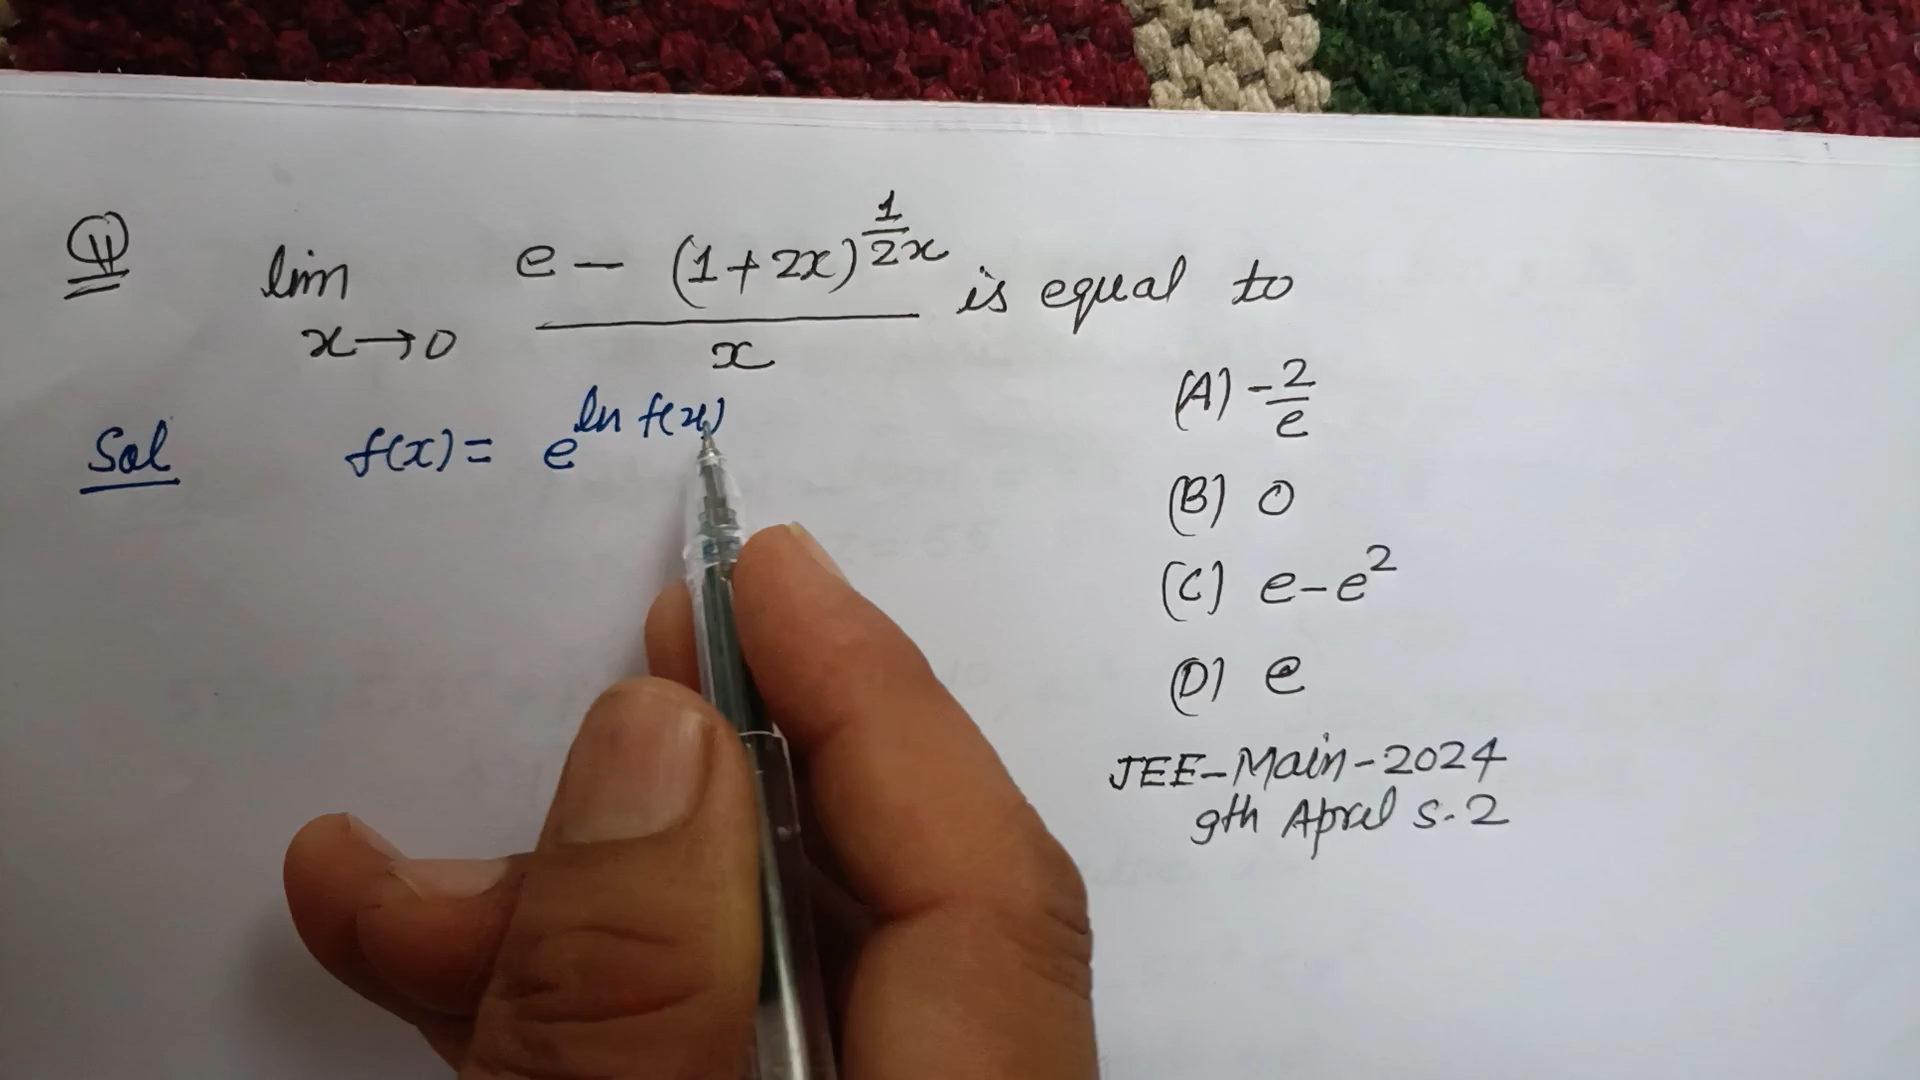 Q lim x→0 (e - (1+2x)^(1/2x)) / x is equal to
(A) -2/e
Sol f(x) = e^(ln f(x))
(B) 0
(C) e-e²
(D) e
JEE-Main-2024
9th April S.2